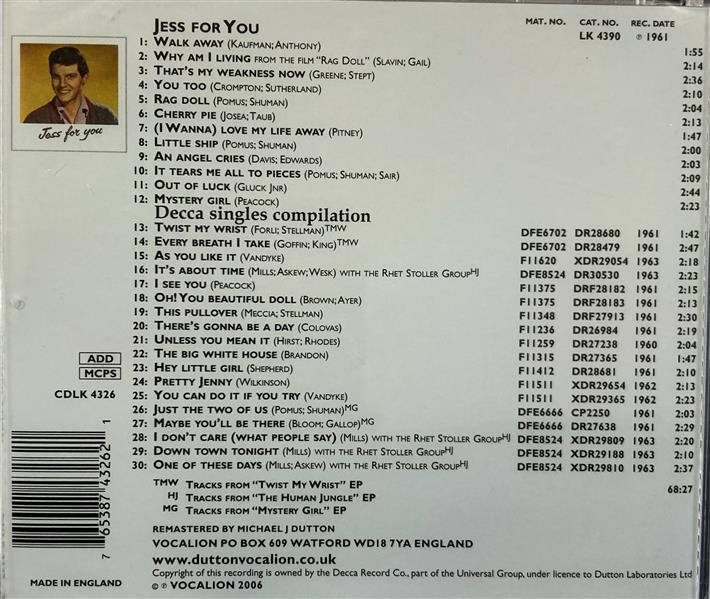 Jess for You MAT. NO. CAT. NO. REC. DATE
LK 4390 ℗ 1961
1: Walk away (Kaufman; Anthony) 1:55
2: Why am I living from the film "Rag Doll" (Slavin; Gail) 2:14
3: That's my weakness now (Greene; Stept) 2:36
4: You too (Crompton; Sutherland) 2:10
5: Rag doll (Pomus; Shuman) 2:04
6: Cherry pie (Josea; Taub) 2:13
7: (I Wanna) Love my life away (Pitney) 1:47
8: Little ship (Pomus; Shuman) 2:00
9: An angel cries (Davis; Edwards) 2:03
10: It tears me all to pieces (Pomus; Shuman; Sair) 2:09
11: Out of luck (Gluck Jnr) 2:44
12: Mystery girl (Peacock) 2:23
Jess for you
Decca singles compilation
13: Twist my wrist (Forli; Stellman)TMW DFE6702 DR28680 1961 1:42
14: Every breath I take (Goffin; King)TMW DFE6702 DR28479 1961 2:47
15: As you like it (Vandyke) F11620 XDR29054 1963 2:18
16: It's about time (Mills; Askew; Wesk) with the Rhet Stoller GroupHJ DFE8524 DR30530 1963 2:23
17: I see you (Peacock) F11375 DRF28182 1961 2:15
18: Oh! You beautiful doll (Brown; Ayer) F11375 DRF28183 1961 2:13
19: This pullover (Meccia; Stellman) F11348 DRF27913 1961 2:30
20: There's gonna be a day (Colovas) F11236 DR26984 1961 2:19
21: Unless you mean it (Hirst; Rhodes) F11259 DR27238 1960 2:04
22: The big white house (Brandon) F11315 DR27365 1961 1:47
23: Hey little girl (Shepherd) F11412 DR28681 1961 2:10
24: Pretty Jenny (Wilkinson) F11511 XDR29654 1962 2:13
25: You can do it if you try (Vandyke) F11511 XDR29365 1962 2:23
26: Just the two of us (Pomus; Shuman)MG DFE6666 CP2250 1961 2:03
27: Maybe you'll be there (Bloom; Gallop)MG DFE6666 DR27638 1961 2:29
28: I don't care (what people say) (Mills) with the Rhet Stoller GroupHJ DFE8524 XDR29809 1963 2:20
29: Down town tonight (Mills) with the Rhet Stoller GroupHJ DFE8524 XDR29188 1963 2:10
30: One of these days (Mills; Askew) with the Rhet Stoller GroupHJ DFE8524 XDR29810 1963 2:37
ADD
MCPS
CDLK 4326
7 65387 43262 1
68:27
TMW Tracks from "Twist My Wrist" EP
HJ Tracks from "The Human Jungle" EP
MG Tracks from "Mystery Girl" EP
REMASTERED BY MICHAEL J DUTTON
VOCALION PO BOX 609 WATFORD WD18 7YA ENGLAND
www.duttonvocalion.co.uk
Copyright of this recording is owned by the Decca Record Co., part of the Universal Group, under licence to Dutton Laboratories Ltd
MADE IN ENGLAND
© ℗ VOCALION 2006